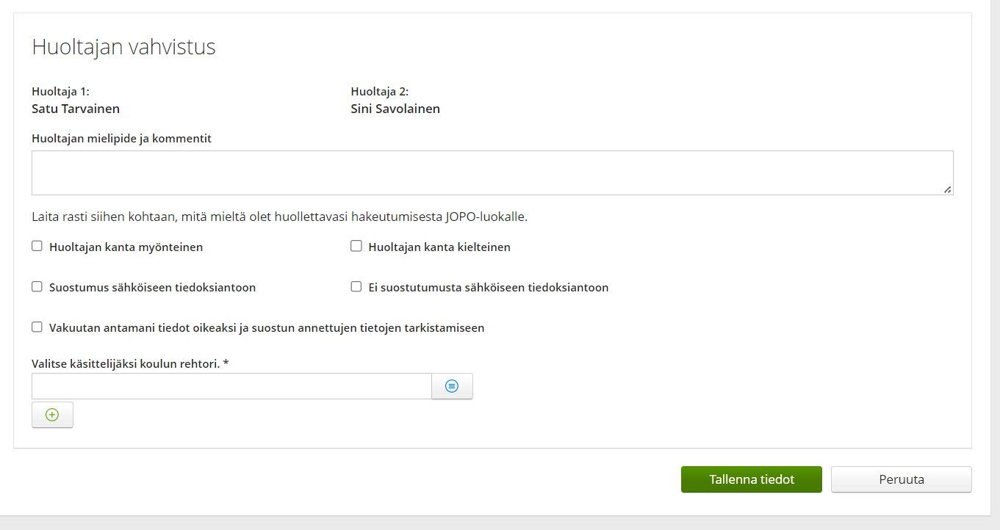 Huoltajan vahvistus
Huoltaja 1:
Satu Tarvainen
Huoltaja 2:
Sini Savolainen
Huoltajan mielipide ja kommentit
Laita rasti siihen kohtaan, mitä mieltä olet huollettavasi hakeutumisesta JOPO-luokalle.
Huoltajan kanta myönteinen
Huoltajan kanta kielteinen
Suostumus sähköiseen tiedoksiantoon
Ei suostutumusta sähköiseen tiedoksiantoon
Vakuutan antamani tiedot oikeaksi ja suostun annettujen tietojen tarkistamiseen
Valitse käsittelijäksi koulun rehtori. *
Tallenna tiedot
Peruuta